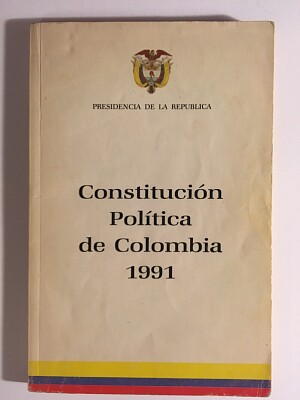 PRESIDENCIA DE LA REPUBLICA
Constitución
Política
de Colombia
1991